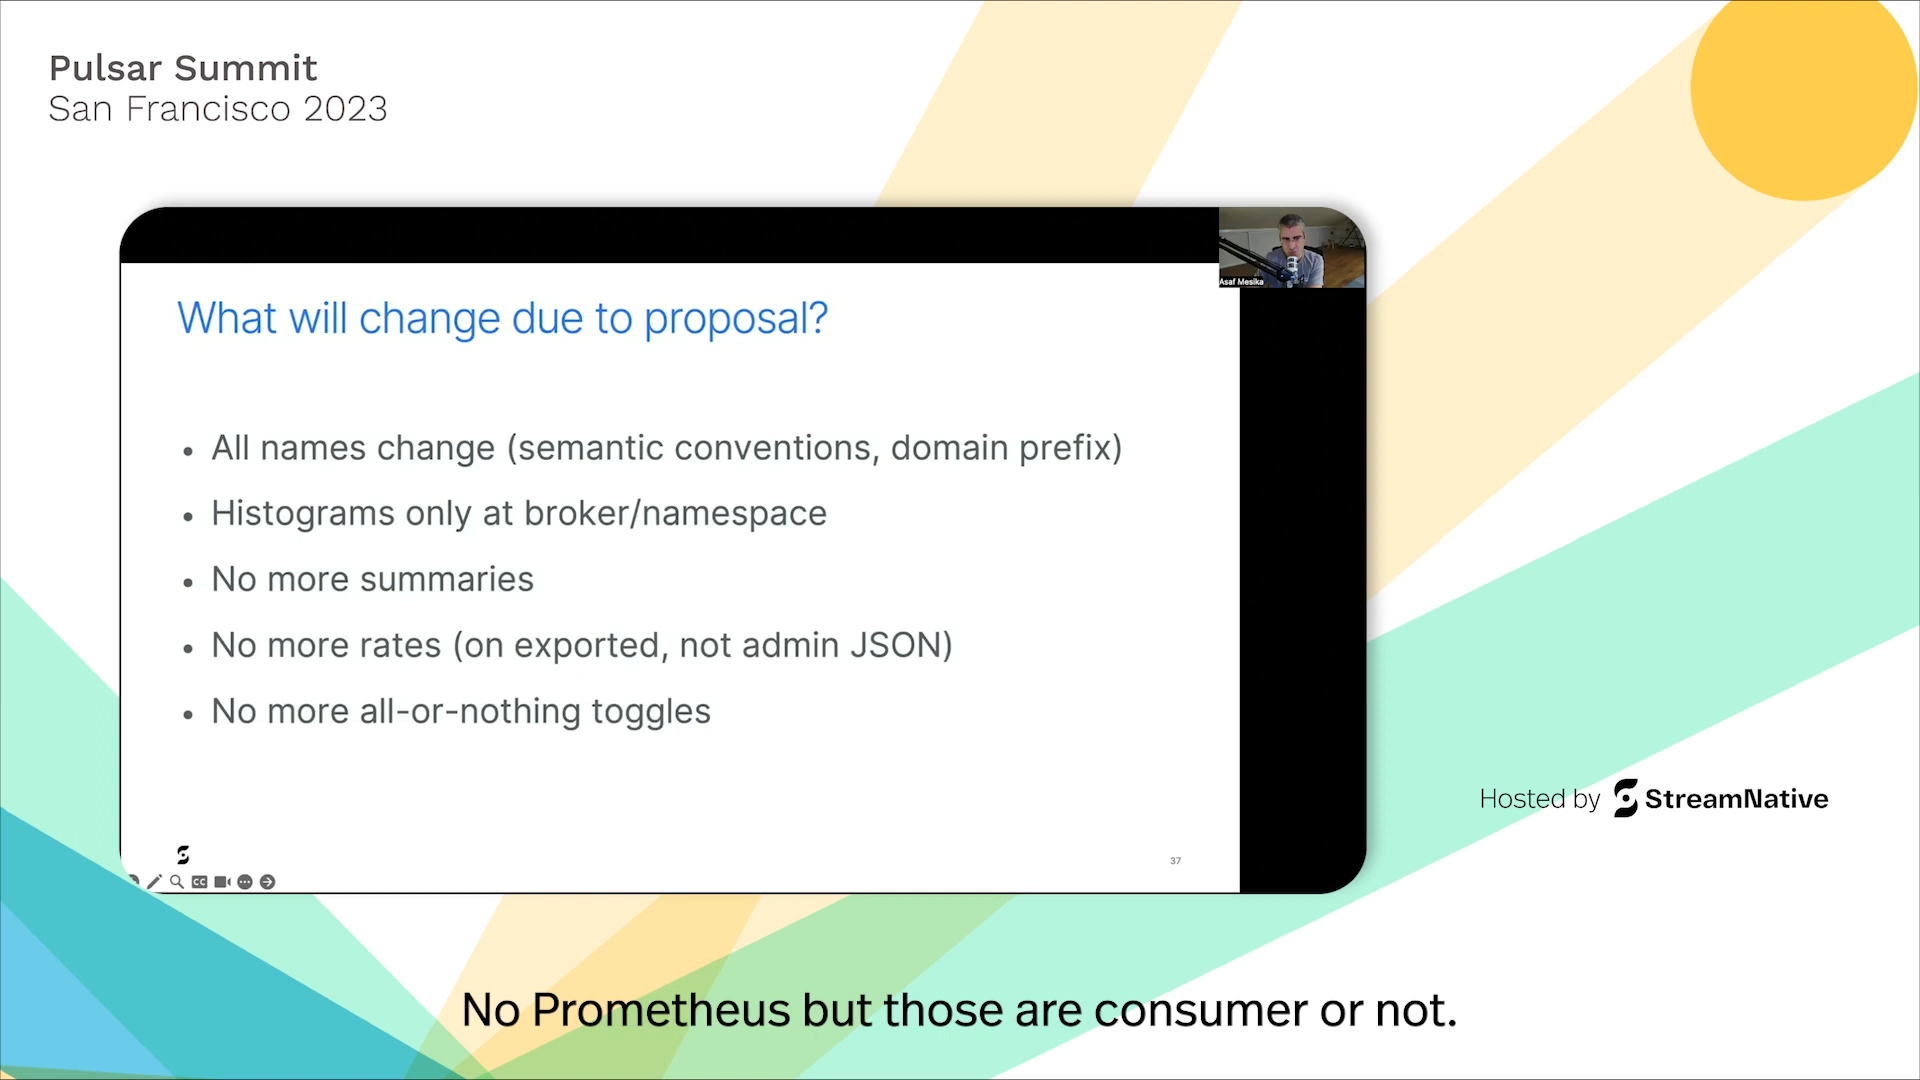 Pulsar Summit
San Francisco 2023
Asaf Mesika
What will change due to proposal?
• All names change (semantic conventions, domain prefix)
• Histograms only at broker/namespace
• No more summaries
• No more rates (on exported, not admin JSON)
• No more all-or-nothing toggles
Hosted by StreamNative
37
CC
No Prometheus but those are consumer or not.